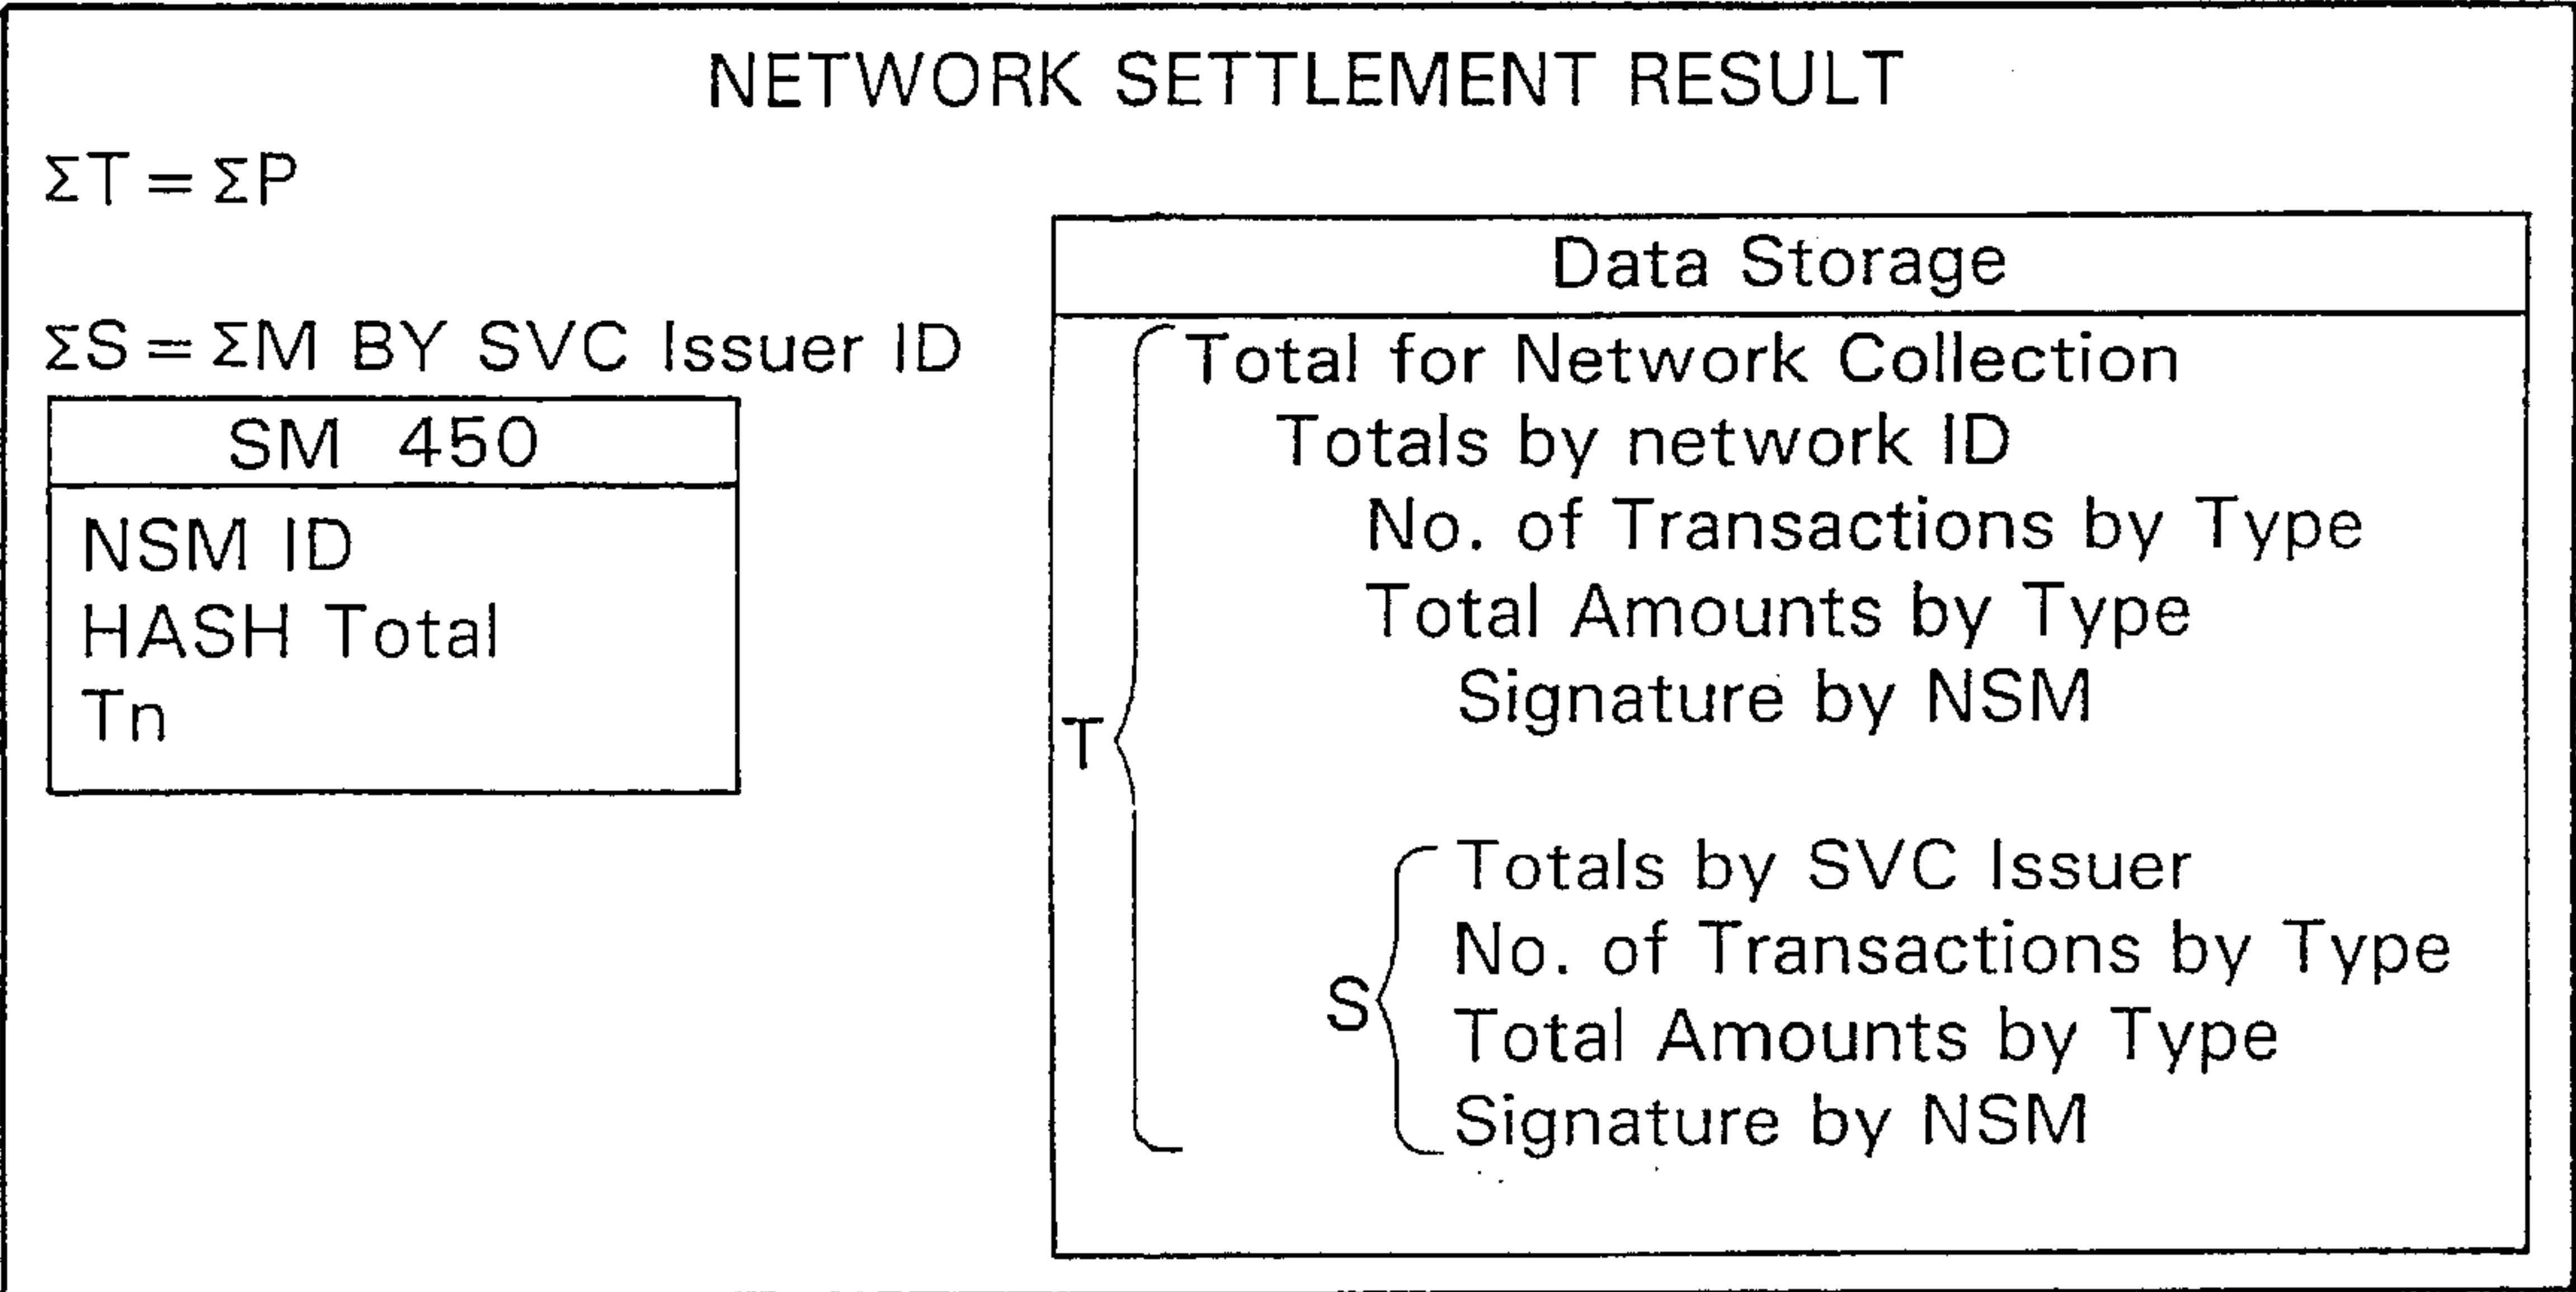 NETWORK SETTLEMENT RESULT
ΣT = ΣP
ΣS = ΣM BY SVC Issuer ID
SM 450
NSM ID
HASH Total
Tn
Data Storage
Total for Network Collection
Totals by network ID
No. of Transactions by Type
Total Amounts by Type
Signature by NSM
T
Totals by SVC Issuer
No. of Transactions by Type
S
Total Amounts by Type
Signature by NSM